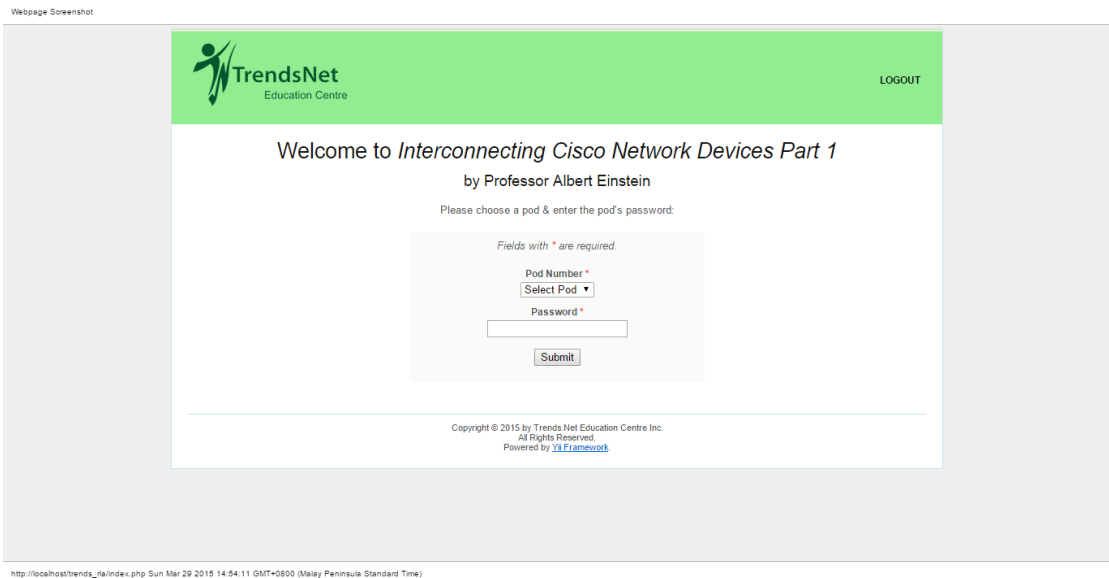 Webpage Screenshot
TrendsNet
Education Centre
LOGOUT
Welcome to Interconnecting Cisco Network Devices Part 1
by Professor Albert Einstein
Please choose a pod & enter the pod's password:
Fields with * are required.
Pod Number *
Select Pod
Password *
Submit
Copyright © 2015 by Trends.Net Education Centre Inc.
All Rights Reserved.
Powered by Yii Framework.
http://localhost/trends_rla/index.php Sun Mar 29 2015 14:54:11 GMT+0800 (Malay Peninsula Standard Time)